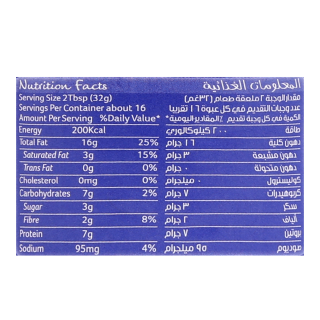 Nutrition Facts المعلومات الغذائية
Serving Size 2Tbsp (32g) مقدار الوجبة ٢ ملعقة طعام (٣٢غم)
Servings Per Container about 16 عدد وجبات التقديم في كل عبوة ١٦ تقريبا
Amount Per Serving %Daily Value* الكمية في كل وجبة تقديم %المقادير اليومية*
Energy 200Kcal طاقة ٢٠٠ كيلوكالوري
Total Fat 16g 25% دهون كلية ١٦ جرام
Saturated Fat 3g 15% دهون مشبعة ٣ جرام
Trans Fat 0g 0% دهون متحولة ٠ جرام
Cholesterol 0mg 0% كوليسترول ٠ ميلجرام
Carbohydrates 7g 2% كربوهيدرات ٧ جرام
Sugar 3g سكر ٣ جرام
Fibre 2g 8% ألياف ٢ جرام
Protein 7g بروتين ٧ جرام
Sodium 95mg 4% صوديوم ٩٥ ميلجرام